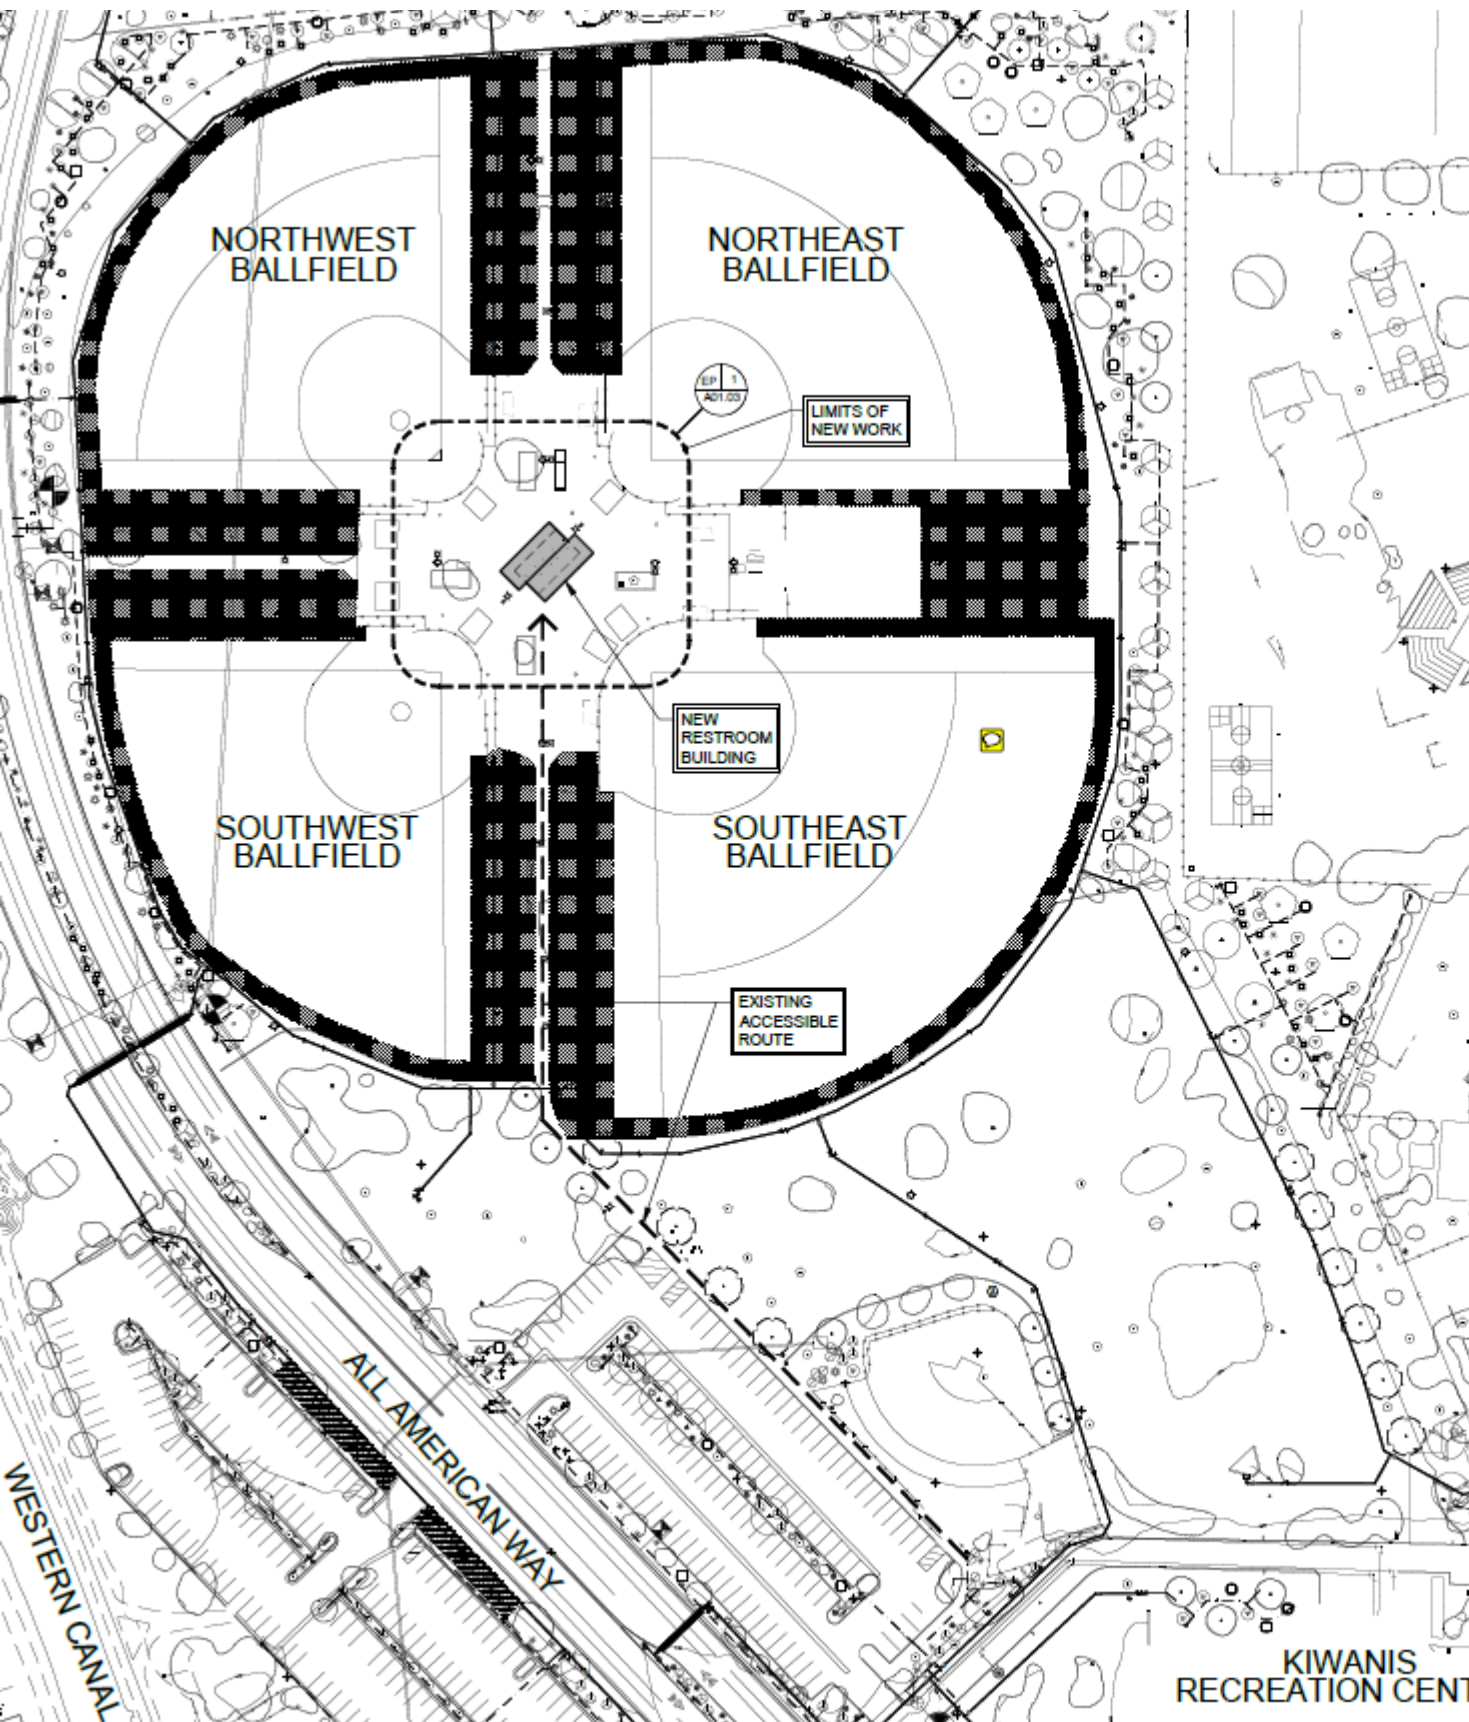 NORTHWEST
BALLFIELD
NORTHEAST
BALLFIELD
EP 1
A01.03
LIMITS OF
NEW WORK
NEW
RESTROOM
BUILDING
SOUTHWEST
BALLFIELD
SOUTHEAST
BALLFIELD
EXISTING
ACCESSIBLE
ROUTE
ALL AMERICAN WAY
WESTERN CANAL
KIWANIS
RECREATION CENT